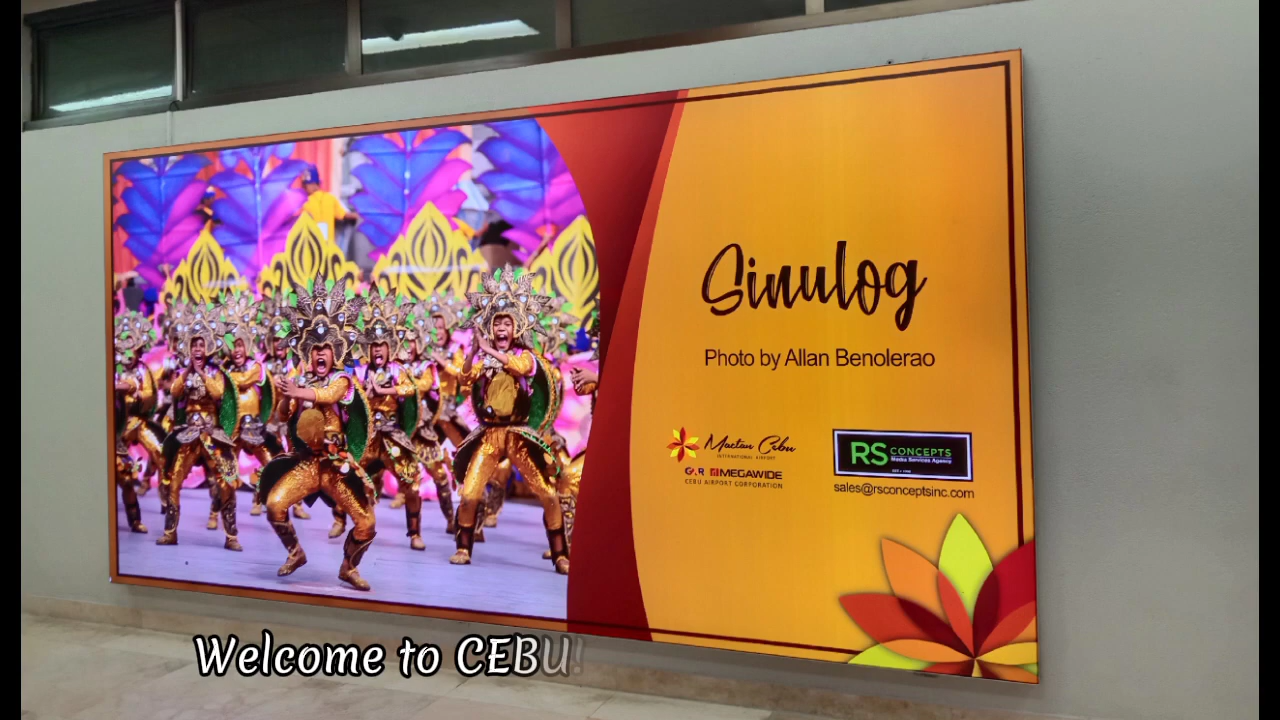 Sinulog
Photo by Allan Benolerao
Mactan Cebu
INTERNATIONAL AIRPORT
GMR MEGAWIDE
CEBU AIRPORT CORPORATION
RS CONCEPTS
Media Services Agency
sales@rsconceptsinc.com
Welcome to CEBU!